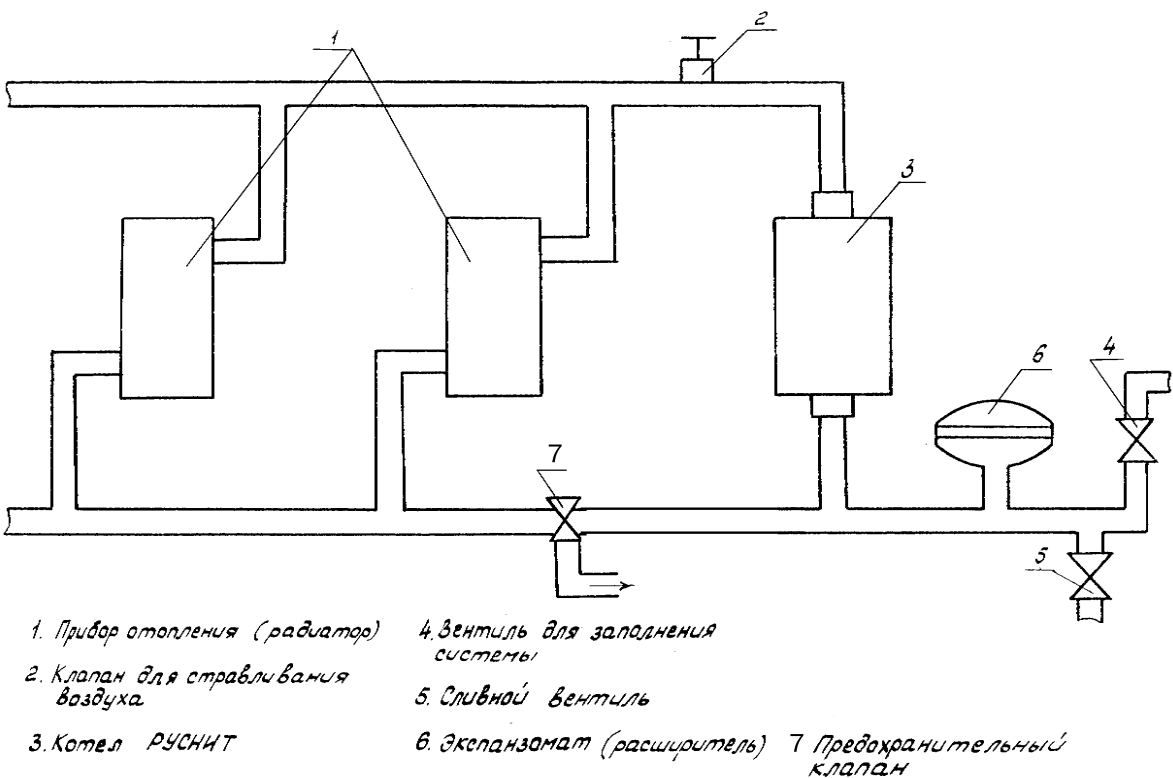 1
2
3
6
4
7
5
1. Прибор отопления (радиатор)
2. Клапан для стравливания
воздуха
3. Котел РУСНИТ
4. Вентиль для заполнения
системы
5. Сливной вентиль
6. Экспанзомат (расширитель)
7 Предохранительный
клапан